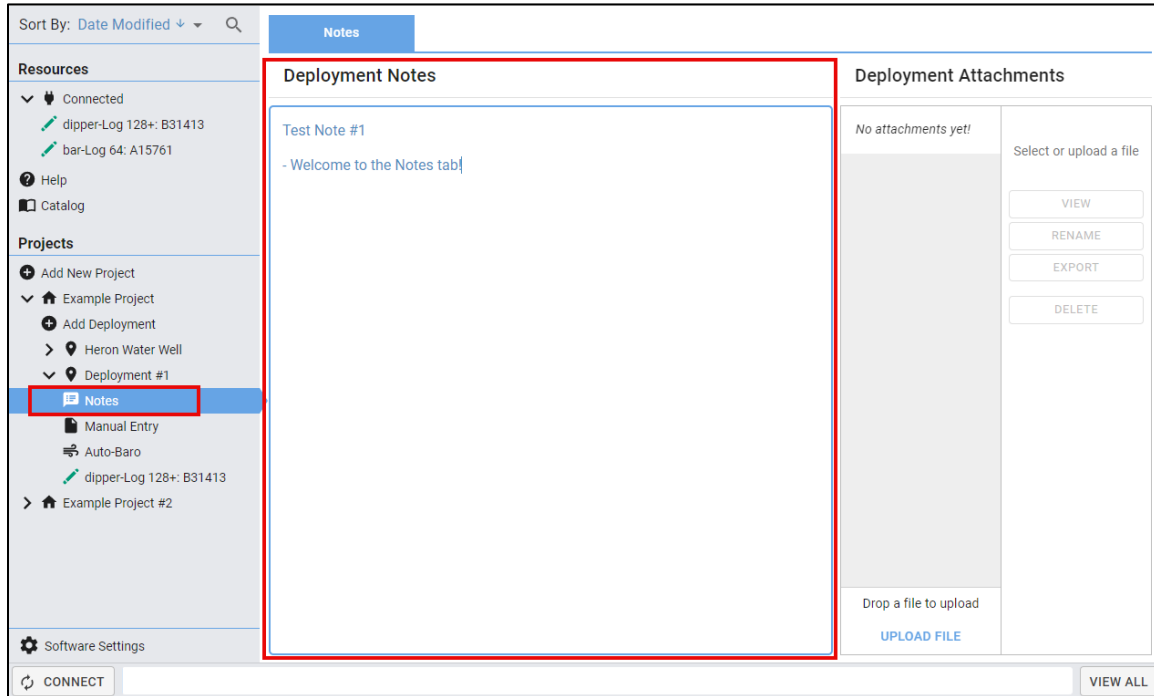 Sort By: Date Modified
Resources
Connected
dipper-Log 128+: B31413
bar-Log 64: A15761
Help
Catalog
Projects
Add New Project
Example Project
Add Deployment
Heron Water Well
Deployment #1
Notes
Manual Entry
Auto-Baro
dipper-Log 128+: B31413
Example Project #2
Software Settings
Notes
Deployment Notes
Test Note #1
- Welcome to the Notes tab!
Deployment Attachments
No attachments yet!
Drop a file to upload
UPLOAD FILE
Select or upload a file
VIEW
RENAME
EXPORT
DELETE
CONNECT
VIEW ALL